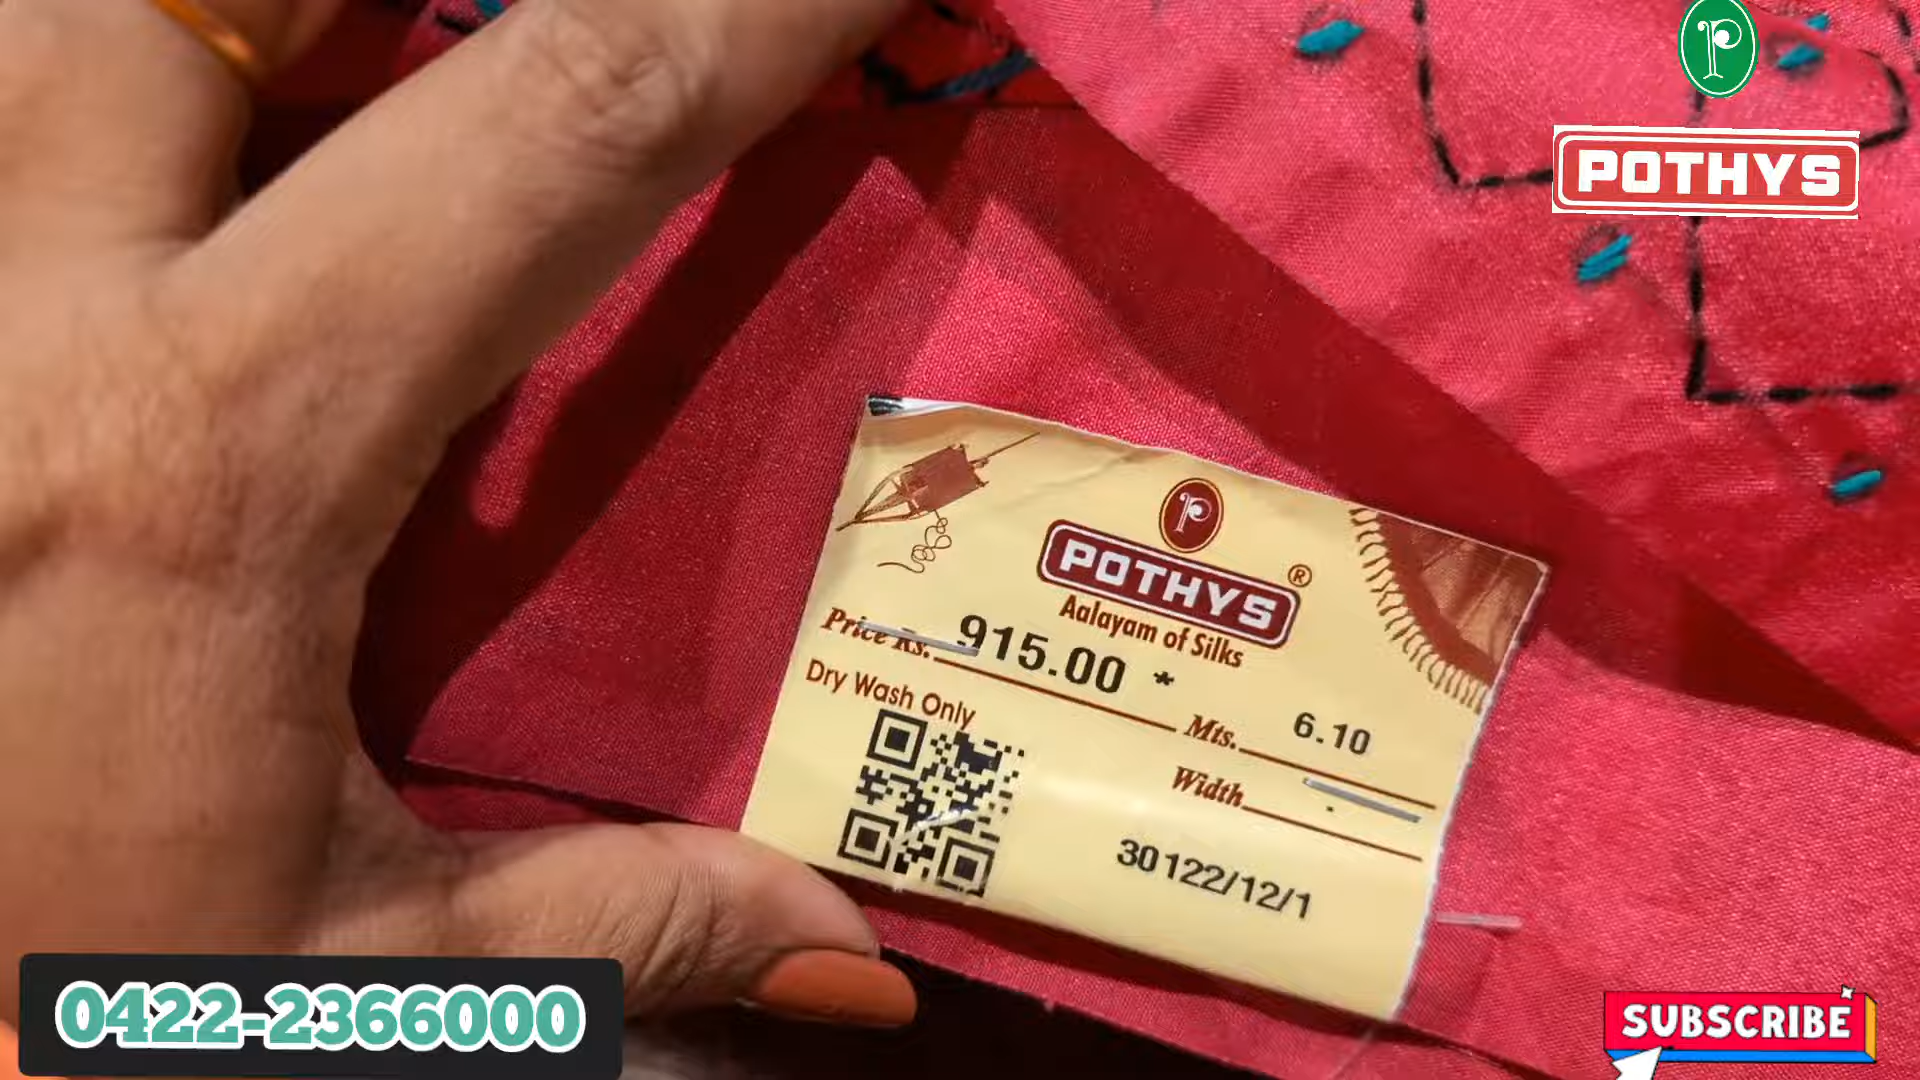 P
POTHYS
P
POTHYS ®
Aalayam of Silks
Price Rs. 915.00 *
Dry Wash Only
Mts. 6.10
Width
30122/12/1
0422-2366000
SUBSCRIBE